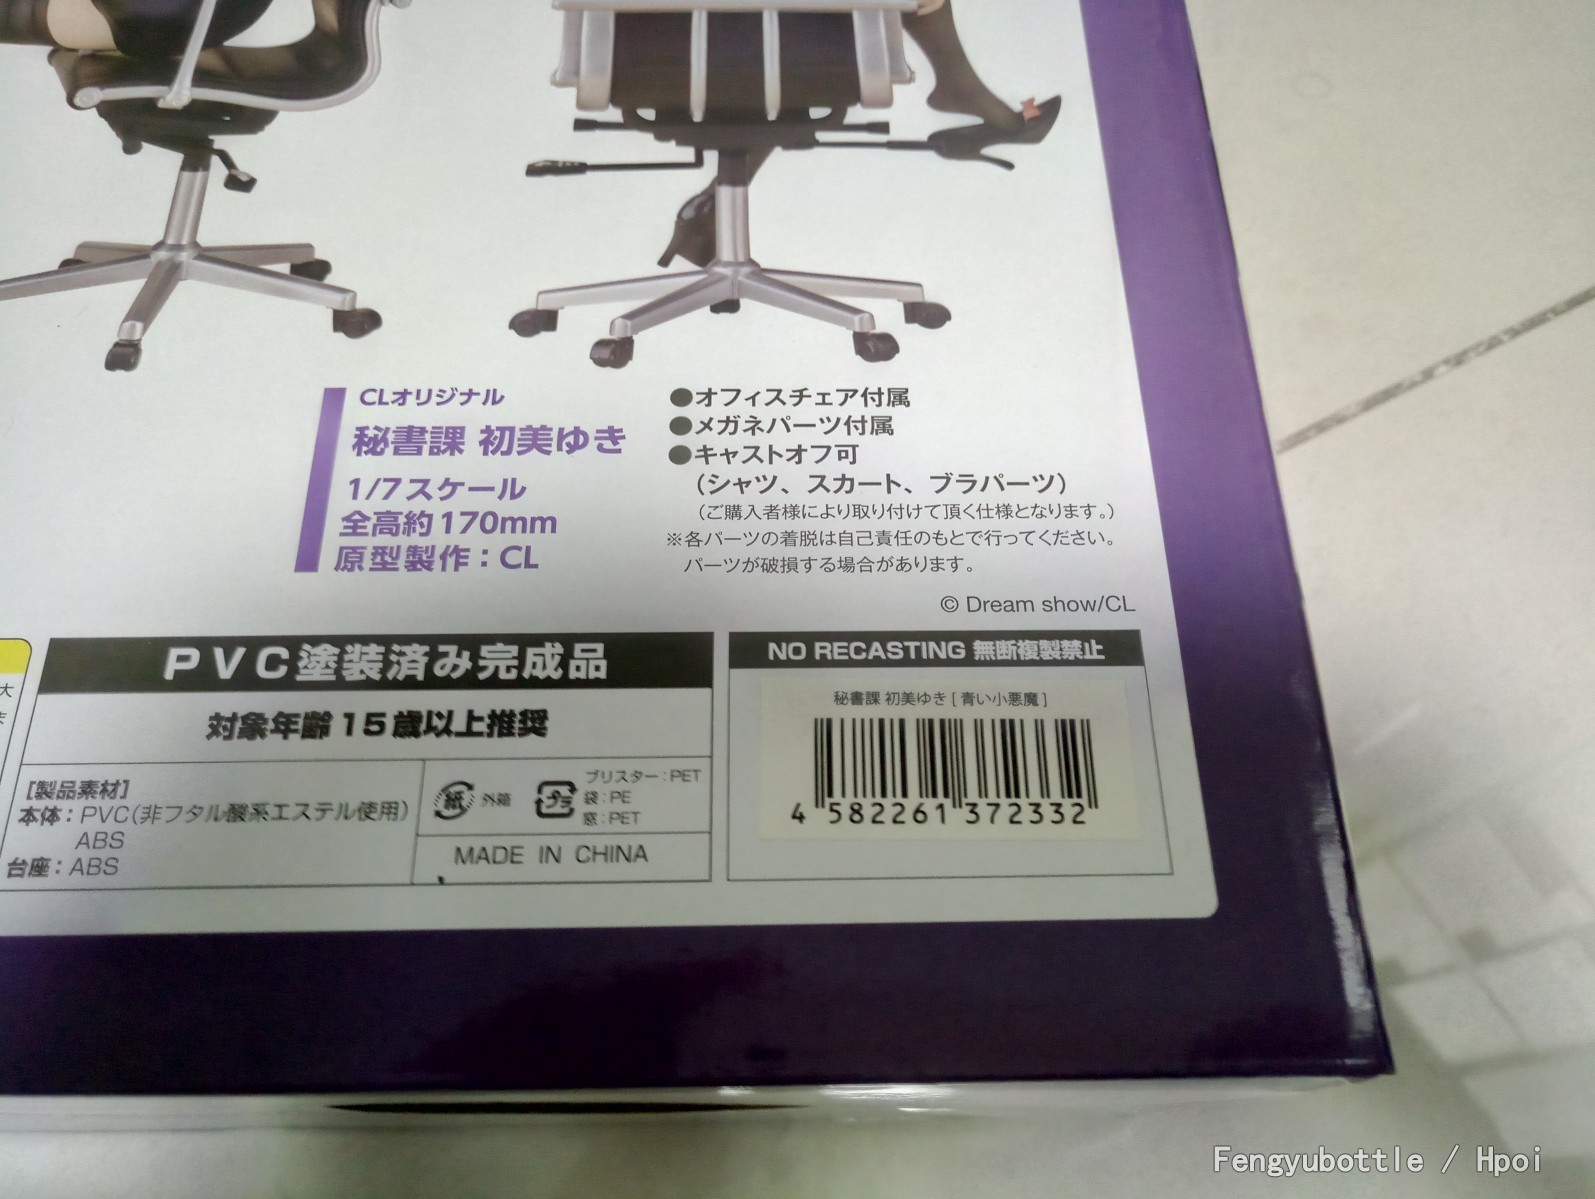 CLオリジナル
秘書課 初美ゆき
1/7スケール
全高約170mm
原型製作：CL
●オフィスチェア付属
●メガネパーツ付属
●キャストオフ可
（シャツ、スカート、ブラパーツ）
（ご購入者様により取り付けて頂く仕様となります。）
※各パーツの着脱は自己責任のもとで行ってください。
パーツが破損する場合があります。
© Dream show/CL
大
PVC塗装済み完成品
対象年齢15歳以上推奨
[製品素材]
本体：PVC(非フタル酸系エステル使用)
ABS
台座：ABS
紙 外箱
プラ
ブリスター：PET
袋：PE
窓：PET
MADE IN CHINA
NO RECASTING 無断複製禁止
秘書課 初美ゆき [ 青い小悪魔 ]
4 582261 372332
Fengyubottle / Hpoi